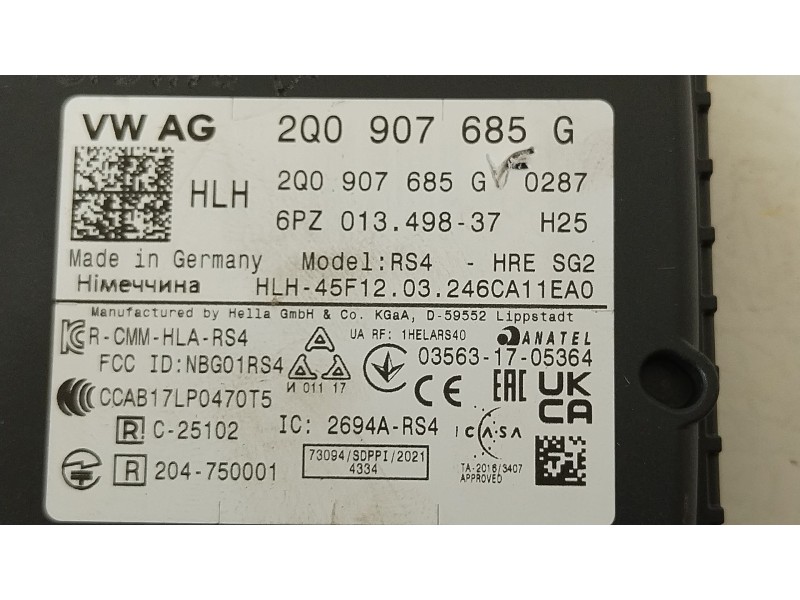 VW AG 2Q0 907 685 G
HLH 2Q0 907 685 G 0287
6PZ 013.498-37 H25
Made in Germany Model:RS4 - HRE SG2
Німеччина HLH-45F12.03.246CA11EA0
Manufactured by Hella GmbH & Co. KGaA, D-59552 Lippstadt
R-CMM-HLA-RS4 UA RF: 1HELARS40 ANATEL
FCC ID:NBG01RS4 И 011 17 03563-17-05364
CCAB17LP0470T5 CE EAC UK CA
R C-25102 IC: 2694A-RS4 ICASA
R 204-750001 73094/SDPPI/2021
4334
TA-2016/3407
APPROVED